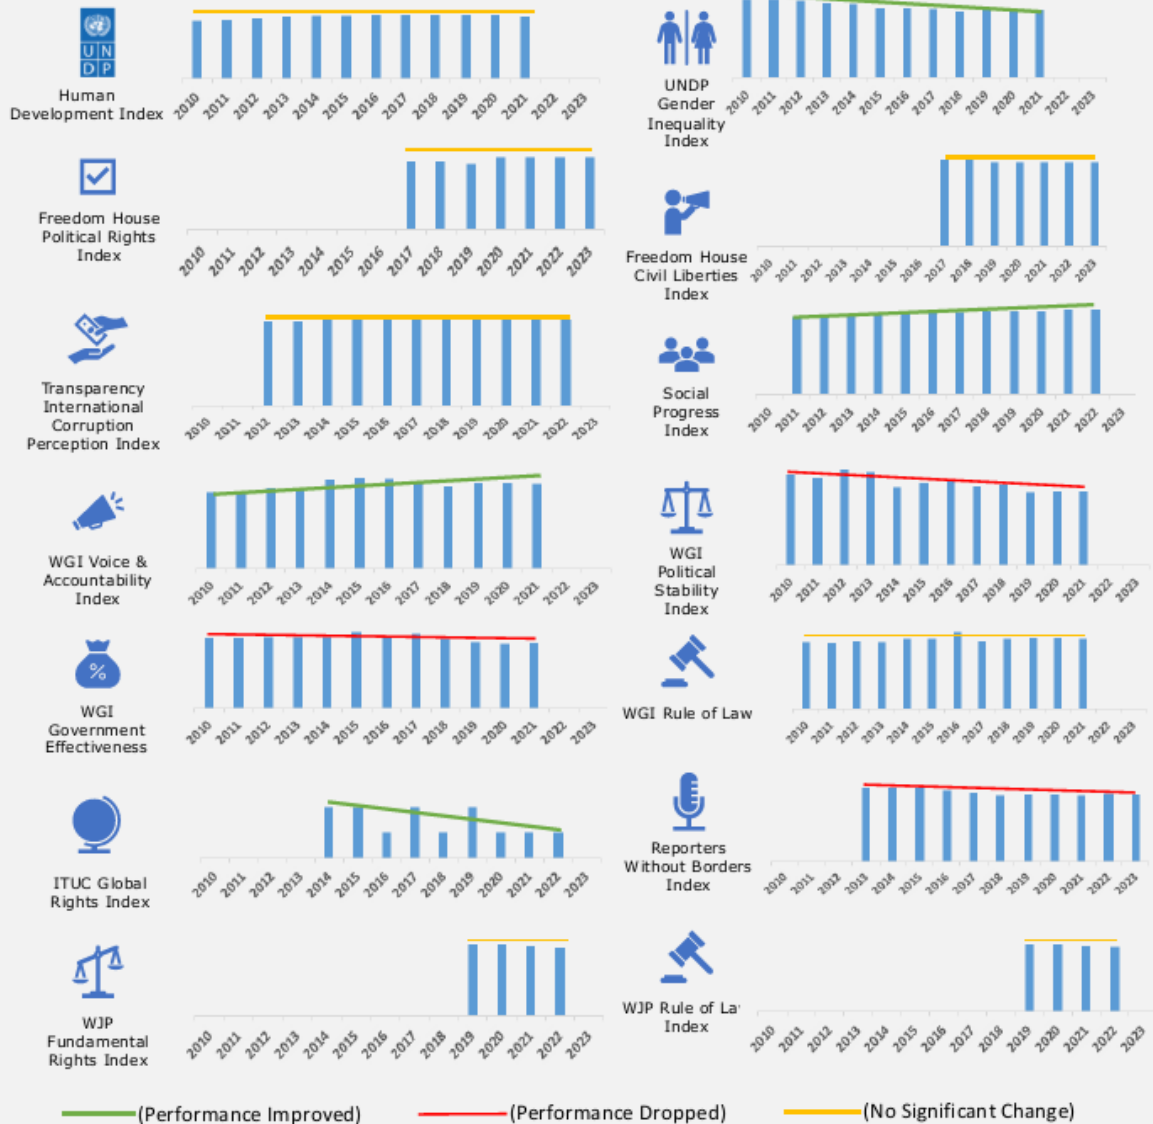 UN
DP
Human
Development Index
2010 2011 2012 2013 2014 2015 2016 2017 2018 2019 2020 2021 2022 2023
UNDP
Gender
Inequality
Index
2010 2011 2012 2013 2014 2015 2016 2017 2018 2019 2020 2021 2022 2023
Freedom House
Political Rights
Index
2010 2011 2012 2013 2014 2015 2016 2017 2018 2019 2020 2021 2022 2023
Freedom House
Civil Liberties
Index
2010 2011 2012 2013 2014 2015 2016 2017 2018 2019 2020 2021 2022 2023
Transparency
International
Corruption
Perception Index
2010 2011 2012 2013 2014 2015 2016 2017 2018 2019 2020 2021 2022 2023
Social
Progress
Index
2010 2011 2012 2013 2014 2015 2016 2017 2018 2019 2020 2021 2022 2023
WGI Voice &
Accountability
Index
2010 2011 2012 2013 2014 2015 2016 2017 2018 2019 2020 2021 2022 2023
WGI
Political
Stability
Index
2010 2011 2012 2013 2014 2015 2016 2017 2018 2019 2020 2021 2022 2023
%
WGI
Government
Effectiveness
2010 2011 2012 2013 2014 2015 2016 2017 2018 2019 2020 2021 2022 2023
WGI Rule of Law
2010 2011 2012 2013 2014 2015 2016 2017 2018 2019 2020 2021 2022 2023
ITUC Global
Rights Index
2010 2011 2012 2013 2014 2015 2016 2017 2018 2019 2020 2021 2022 2023
Reporters
Without Borders
Index
2010 2011 2012 2013 2014 2015 2016 2017 2018 2019 2020 2021 2022 2023
WJP
Fundamental
Rights Index
2010 2011 2012 2013 2014 2015 2016 2017 2018 2019 2020 2021 2022 2023
WJP Rule of La
Index
2010 2011 2012 2013 2014 2015 2016 2017 2018 2019 2020 2021 2022 2023
(Performance Improved) (Performance Dropped) (No Significant Change)